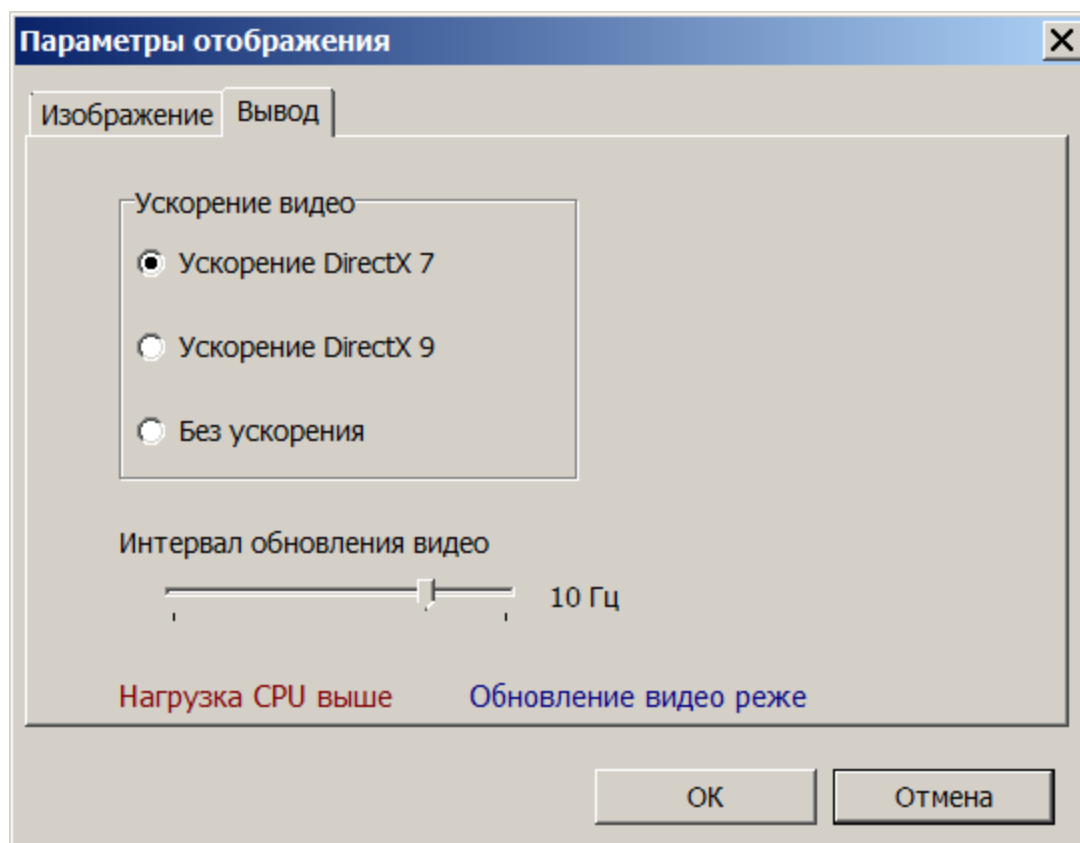 Параметры отображения
Изображение Вывод
Ускорение видео
Ускорение DirectX 7
Ускорение DirectX 9
Без ускорения
Интервал обновления видео
10 Гц
Нагрузка CPU выше Обновление видео реже
ОК Отмена